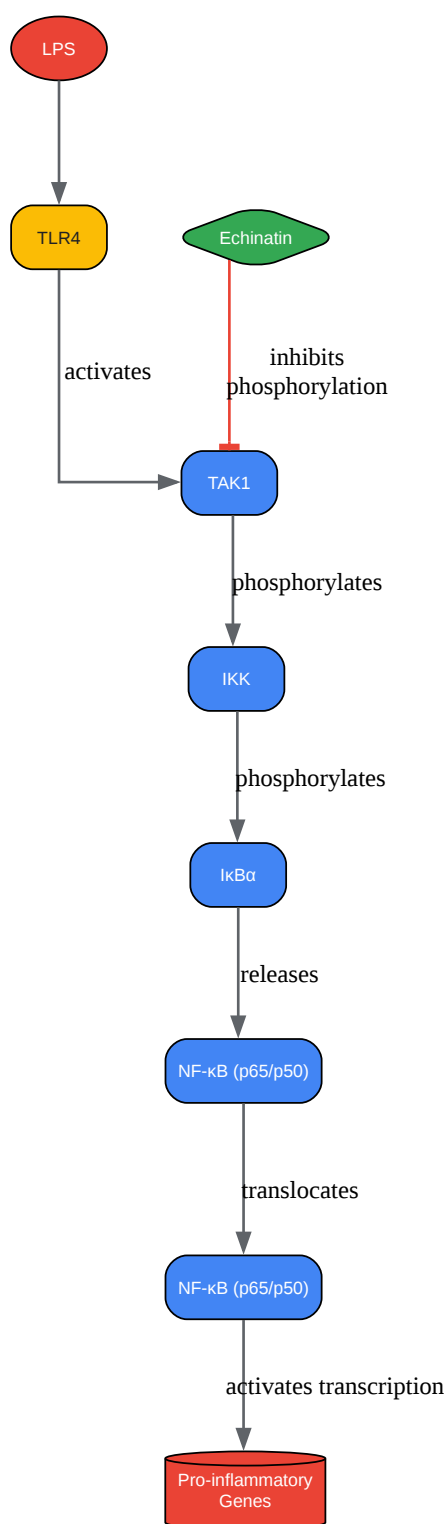 LPS
TLR4
Echinatin
activates
inhibits
phosphorylation
TAK1
phosphorylates
IKK
phosphorylates
IκBα
releases
NF-κB (p65/p50)
translocates
NF-κB (p65/p50)
activates transcription
Pro-inflammatory
Genes